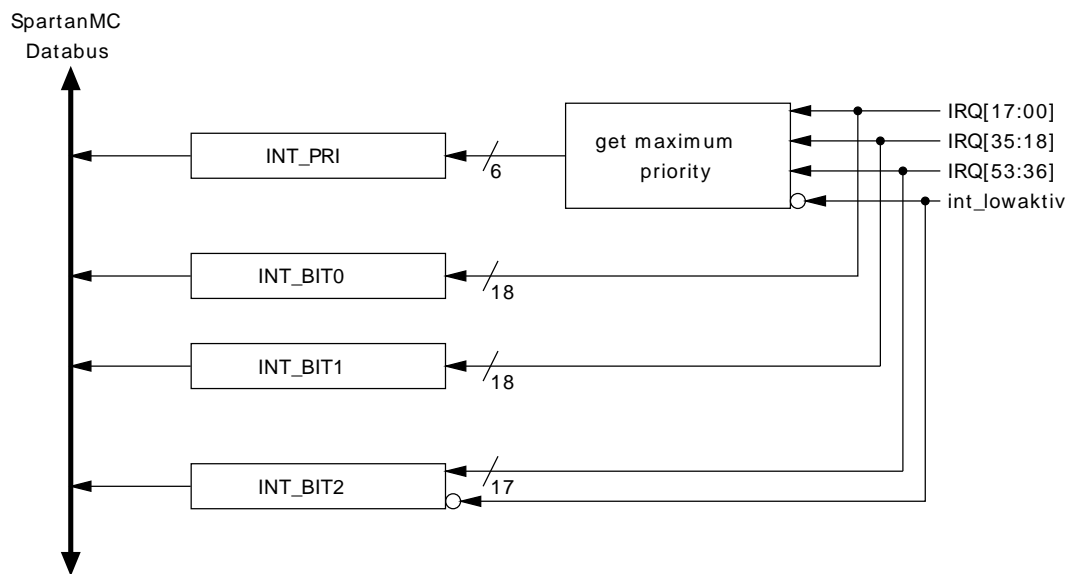 SpartanMC
Databus
IRQ[17:00]
get maximum
priority
IRQ[35:18]
INT_PRI
6
IRQ[53:36]
int_lowaktiv
INT_BIT0
18
INT_BIT1
18
INT_BIT2
17